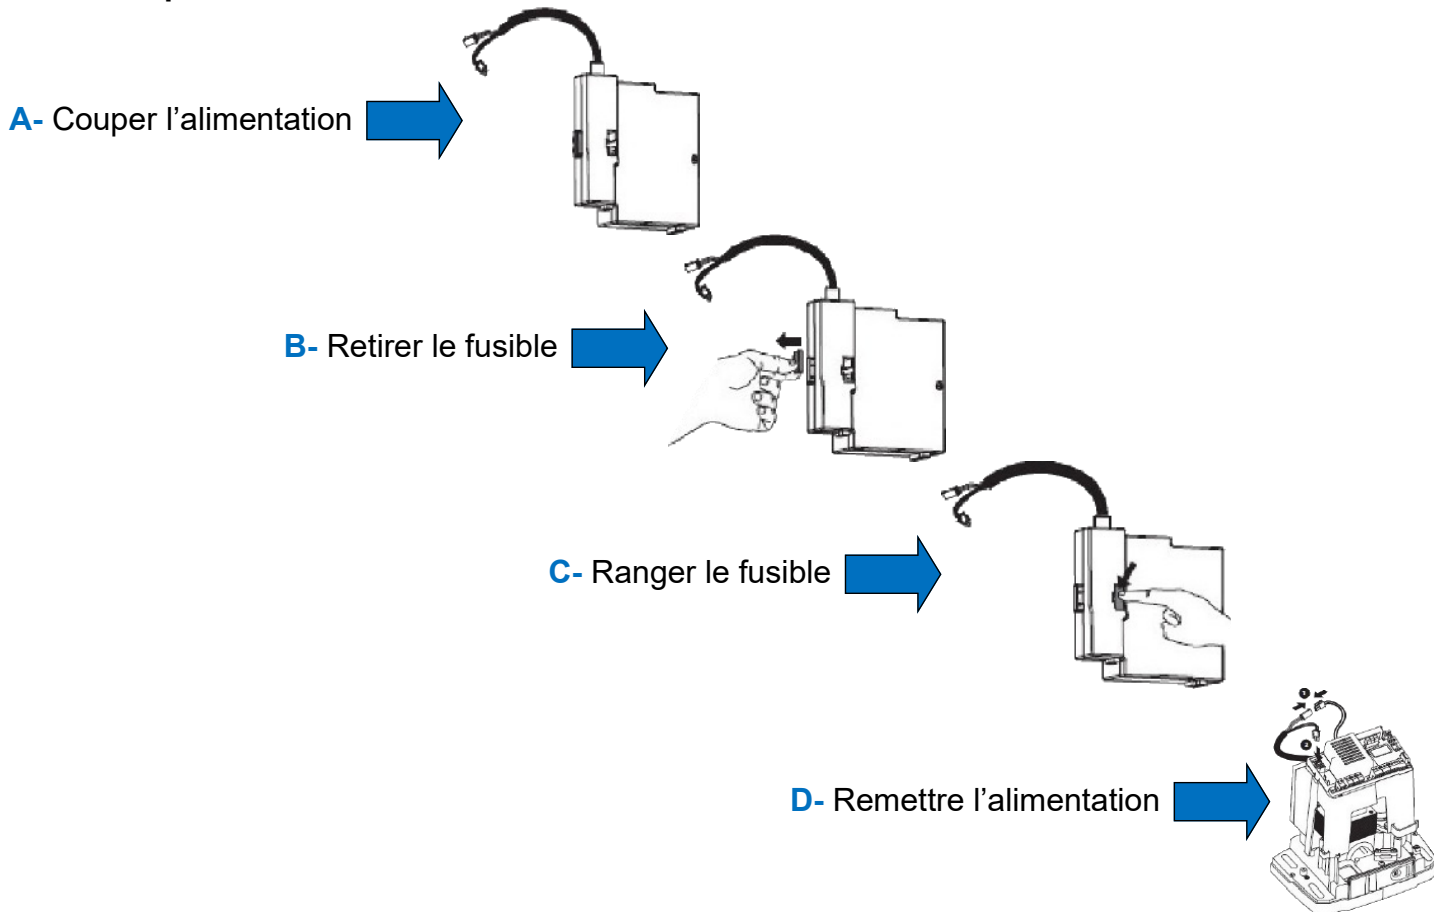 A- Couper l’alimentation
B- Retirer le fusible
C- Ranger le fusible
D- Remettre l’alimentation